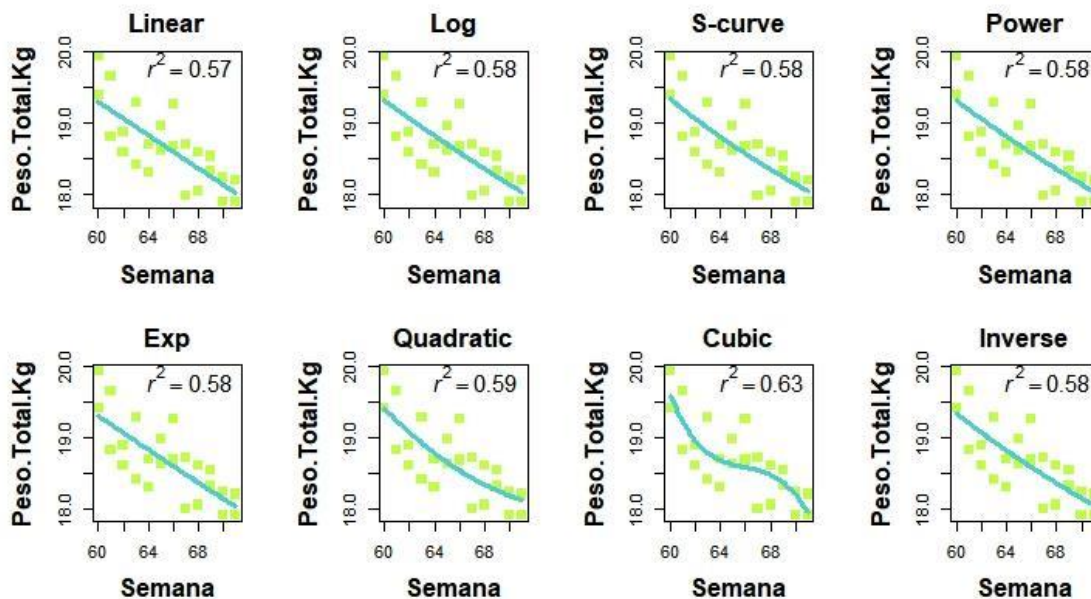 Linear
r² = 0.57
Peso.Total.Kg
20.0
19.0
18.0
60
64
68
Semana
Log
r² = 0.58
Peso.Total.Kg
20.0
19.0
18.0
60
64
68
Semana
S-curve
r² = 0.58
Peso.Total.Kg
20.0
19.0
18.0
60
64
68
Semana
Power
r² = 0.58
Peso.Total.Kg
20.0
19.0
18.0
60
64
68
Semana
Exp
r² = 0.58
Peso.Total.Kg
20.0
19.0
18.0
60
64
68
Semana
Quadratic
r² = 0.59
Peso.Total.Kg
20.0
19.0
18.0
60
64
68
Semana
Cubic
r² = 0.63
Peso.Total.Kg
20.0
19.0
18.0
60
64
68
Semana
Inverse
r² = 0.58
Peso.Total.Kg
20.0
19.0
18.0
60
64
68
Semana